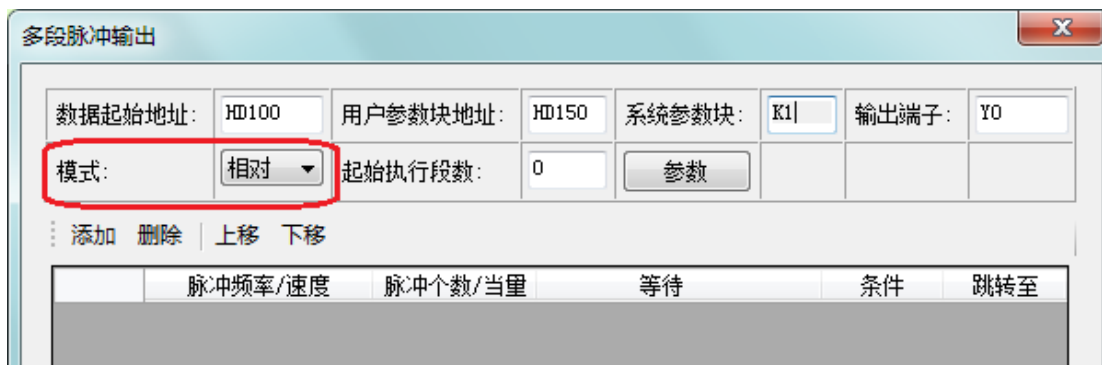 多段脉冲输出
数据起始地址: HD100 用户参数块地址: HD150 系统参数块: K1 输出端子: Y0
模式: 相对 起始执行段数: 0 参数
添加 删除 上移 下移
脉冲频率/速度 脉冲个数/当量 等待 条件 跳转至